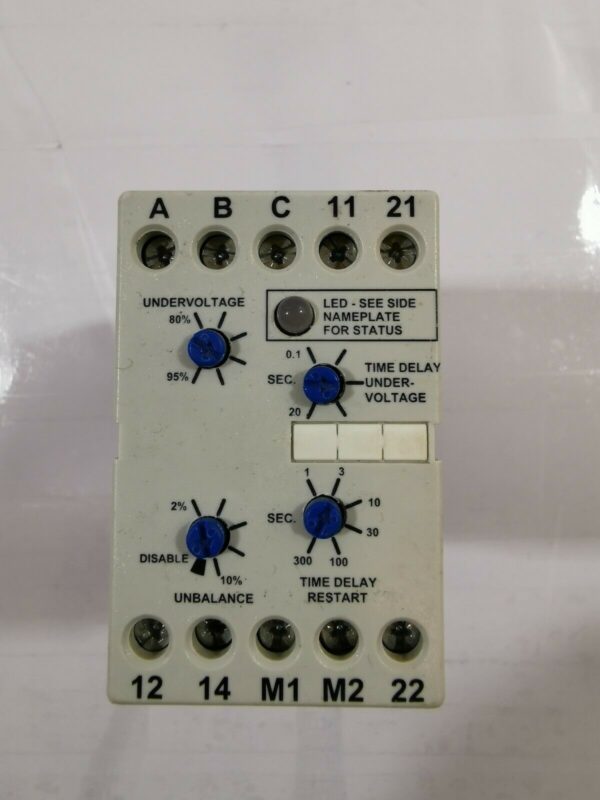 A B C 11 21
UNDERVOLTAGE
80%
95%
LED - SEE SIDE
NAMEPLATE
FOR STATUS
0.1
SEC.
20
TIME DELAY
UNDER-
VOLTAGE
2%
DISABLE
10%
UNBALANCE
1 3
SEC.
10
30
300 100
TIME DELAY
RESTART
12 14 M1 M2 22